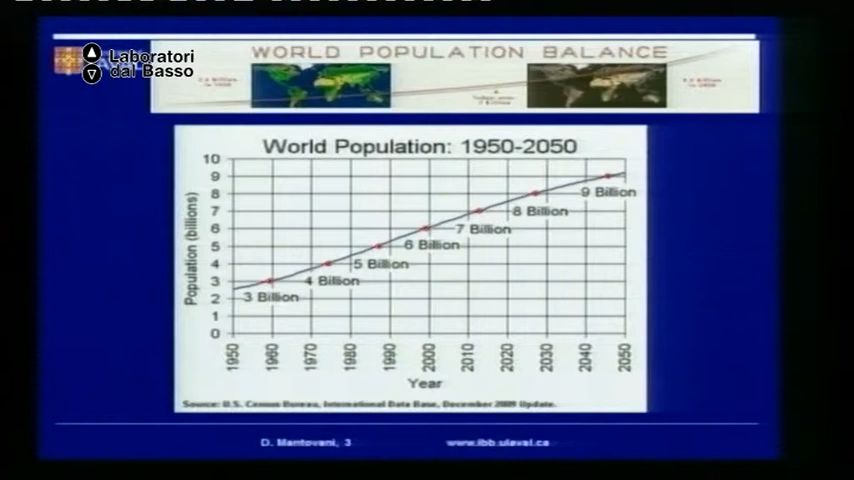 Laboratori
dal Basso
WORLD POPULATION BALANCE
World Population: 1950-2050
Population (billions)
10
9
8
7
6
5
4
3
2
1
0
3 Billion
4 Billion
5 Billion
6 Billion
7 Billion
8 Billion
9 Billion
1950 1960 1970 1980 1990 2000 2010 2020 2030 2040 2050
Year
Source: U.S. Census Bureau, International Data Base, December 2009 Update.
D. Mantovani, 3
www.lbb.ulaval.ca